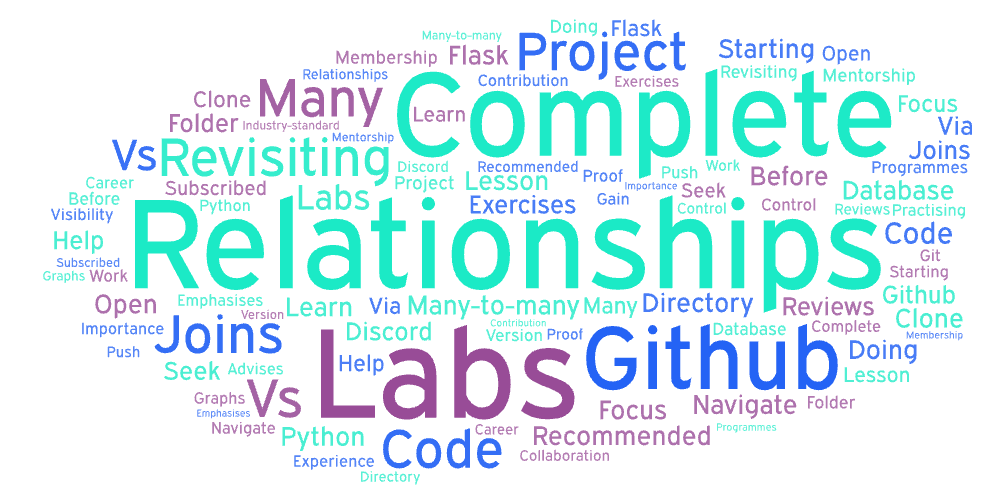 Doing Flask
Many-to-many
Project
Starting Open
Membership Flask
Relationships
Contribution Exercises
Revisiting Mentorship
Complete
Clone Many Learn
Focus
Folder Industry-standard
Mentorship
Via
Joins
Vs Revisiting
Discord Recommended Proof Push Work
Before
Programmes
Career Subscribed
Project Lesson
Importance Seek
Database
Before Python Labs
Exercises Gain Control Control
Reviews Practising
Visibility
Relationships
Code
Help
Subscribed
Graphs Work
Git
Starting
Open Emphasises Learn Via Many-to-many Many Directory Reviews Github
Version
Clone
Importance Joins Discord
Contribution
Version Proof
Github
Database Complete
Membership
Push
Labs
Help
Doing
Seek Advises
Lesson
Graphs Vs
Emphasises
Focus Navigate Folder
Navigate
Python Code Career Recommended
Programmes
Experience
Collaboration
Directory